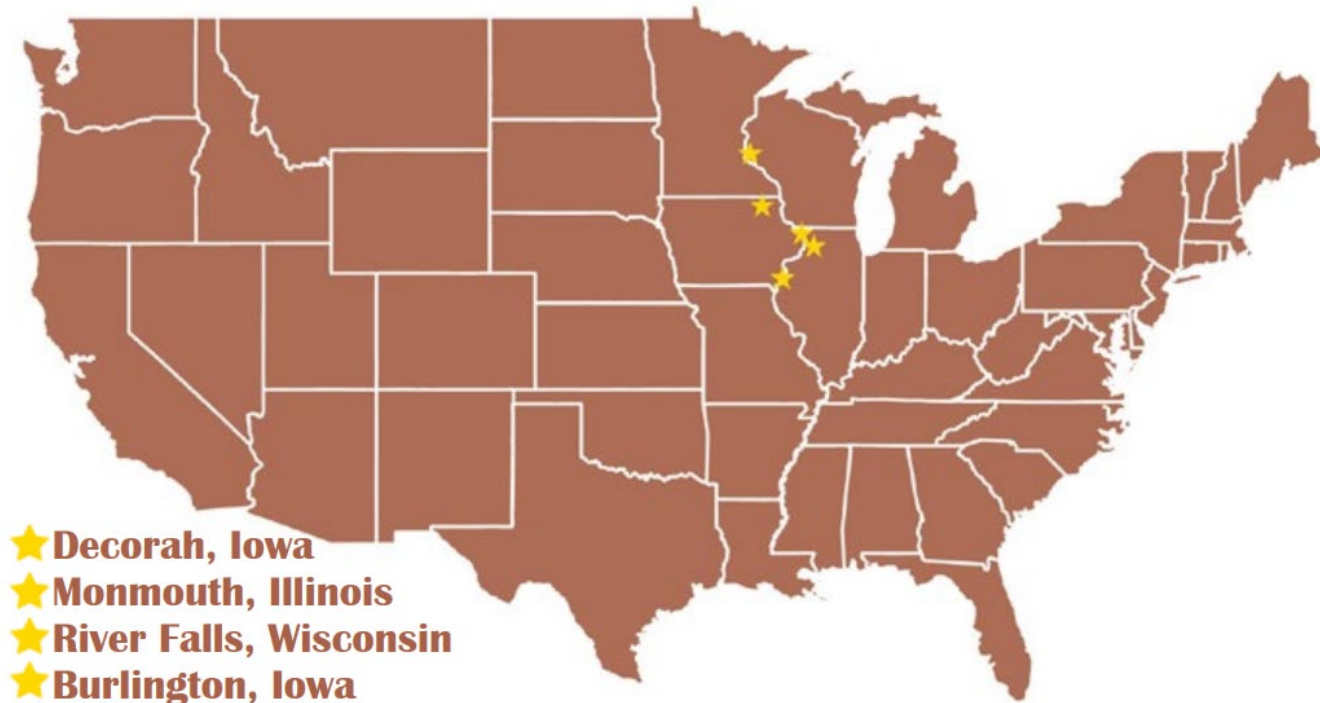 Decorah, Iowa
Monmouth, Illinois
River Falls, Wisconsin
Burlington, Iowa